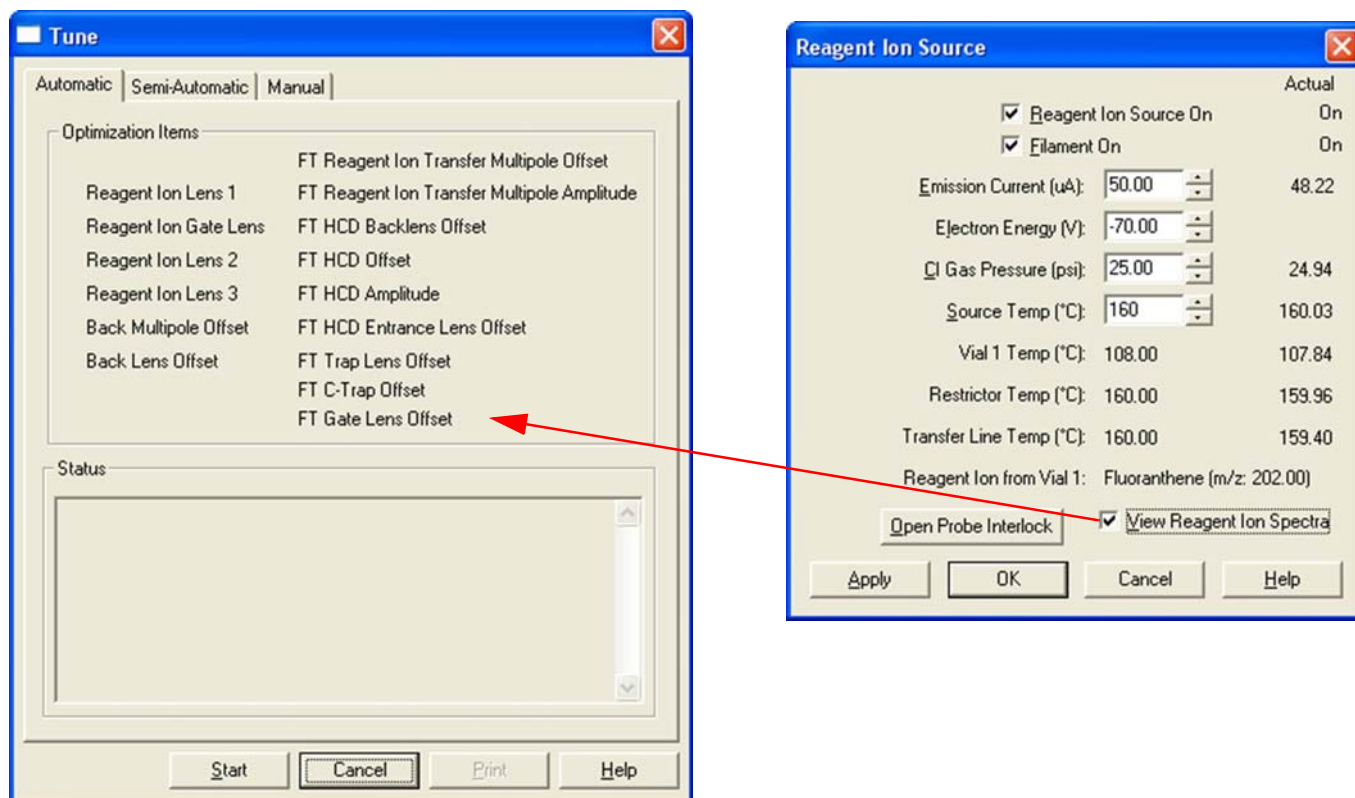 Tune
Automatic Semi-Automatic Manual
Optimization Items
FT Reagent Ion Transfer Multipole Offset
Reagent Ion Lens 1 FT Reagent Ion Transfer Multipole Amplitude
Reagent Ion Gate Lens FT HCD Backlens Offset
Reagent Ion Lens 2 FT HCD Offset
Reagent Ion Lens 3 FT HCD Amplitude
Back Multipole Offset FT HCD Entrance Lens Offset
Back Lens Offset FT Trap Lens Offset
FT C-Trap Offset
FT Gate Lens Offset
Status
Start Cancel Print Help
Reagent Ion Source
Actual
Reagent Ion Source On On
Filament On On
Emission Current (uA): 50.00 48.22
Electron Energy (V): -70.00
CI Gas Pressure (psi): 25.00 24.94
Source Temp (°C): 160 160.03
Vial 1 Temp (°C): 108.00 107.84
Restrictor Temp (°C): 160.00 159.96
Transfer Line Temp (°C): 160.00 159.40
Reagent Ion from Vial 1: Fluoranthene (m/z: 202.00)
Open Probe Interlock View Reagent Ion Spectra
Apply OK Cancel Help